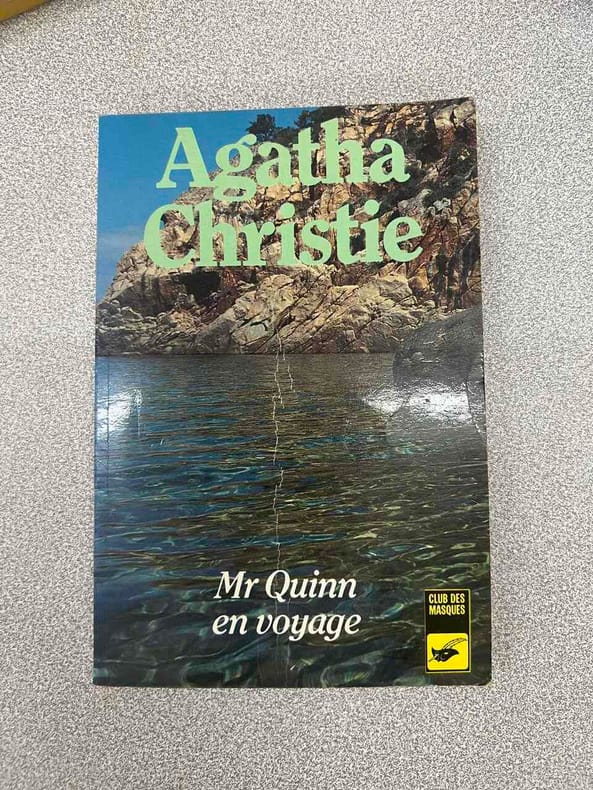 Agatha
Christie
Mr Quinn
en voyage
CLUB DES
MASQUES